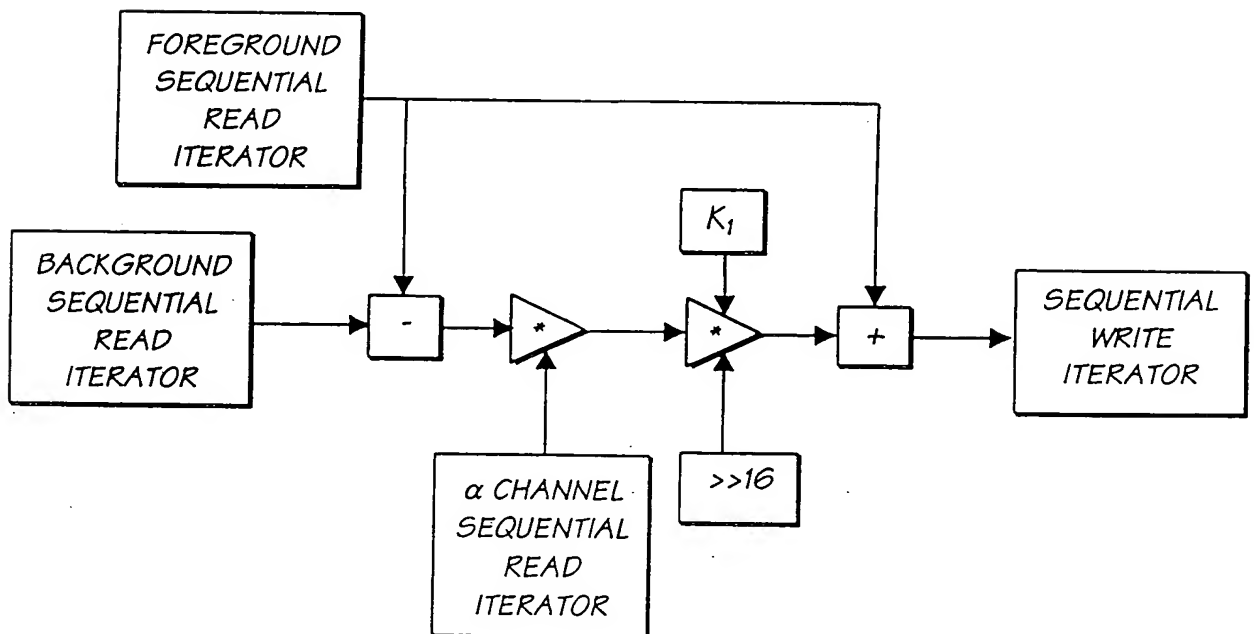 FOREGROUND
SEQUENTIAL
READ
ITERATOR
K₁
BACKGROUND
SEQUENTIAL
READ
ITERATOR
-
*
*
+
SEQUENTIAL
WRITE
ITERATOR
α CHANNEL
SEQUENTIAL
READ
ITERATOR
>>16